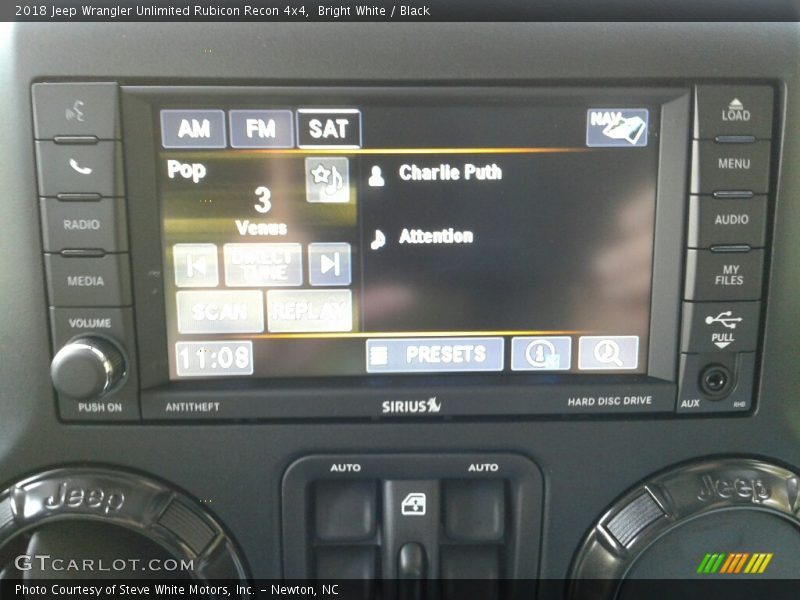 2018 Jeep Wrangler Unlimited Rubicon Recon 4x4, Bright White / Black
LOAD
AM FM SAT NAV
MENU
Pop
Charlie Puth
3
RADIO
AUDIO
Venus
Attention
DIRECT TUNE
MEDIA
MY FILES
SCAN REPLAY
VOLUME
PULL
11:08 PRESETS
PUSH ON
ANTITHEFT
SIRIUS
HARD DISC DRIVE
AUX
RHB
AUTO AUTO
Jeep
Jeep
GTCARLOT.COM
Photo Courtesy of Steve White Motors, Inc. – Newton, NC